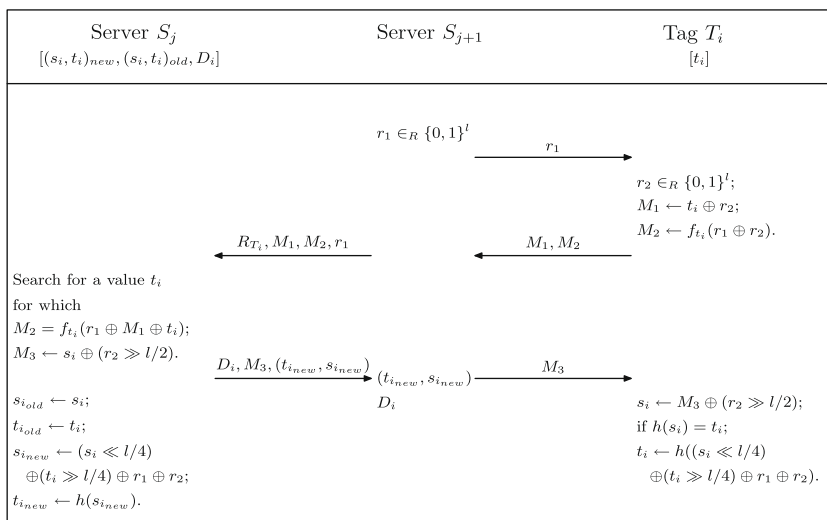 Server $S_j$
$[(s_i, t_i)_{new}, (s_i, t_i)_{old}, D_i]$
Server $S_{j+1}$
Tag $T_i$
$[t_i]$
$r_1 \in_R \{0, 1\}^l$
$r_1$
$r_2 \in_R \{0, 1\}^l$;
$M_1 \leftarrow t_i \oplus r_2$;
$M_2 \leftarrow f_{t_i}(r_1 \oplus r_2)$.
$R_{T_i}, M_1, M_2, r_1$
$M_1, M_2$
Search for a value $t_i$
for which
$M_2 = f_{t_i}(r_1 \oplus M_1 \oplus t_i)$;
$M_3 \leftarrow s_i \oplus (r_2 \gg l/2)$.
$D_i, M_3, (t_{i_{new}}, s_{i_{new}})$
$(t_{i_{new}}, s_{i_{new}})$
$D_i$
$M_3$
$s_{i_{old}} \leftarrow s_i$;
$t_{i_{old}} \leftarrow t_i$;
$s_{i_{new}} \leftarrow (s_i \ll l/4)$
$\oplus (t_i \gg l/4) \oplus r_1 \oplus r_2$;
$t_{i_{new}} \leftarrow h(s_{i_{new}})$.
$s_i \leftarrow M_3 \oplus (r_2 \gg l/2)$;
if $h(s_i) = t_i$;
$t_i \leftarrow h((s_i \ll l/4)$
$\oplus (t_i \gg l/4) \oplus r_1 \oplus r_2)$.